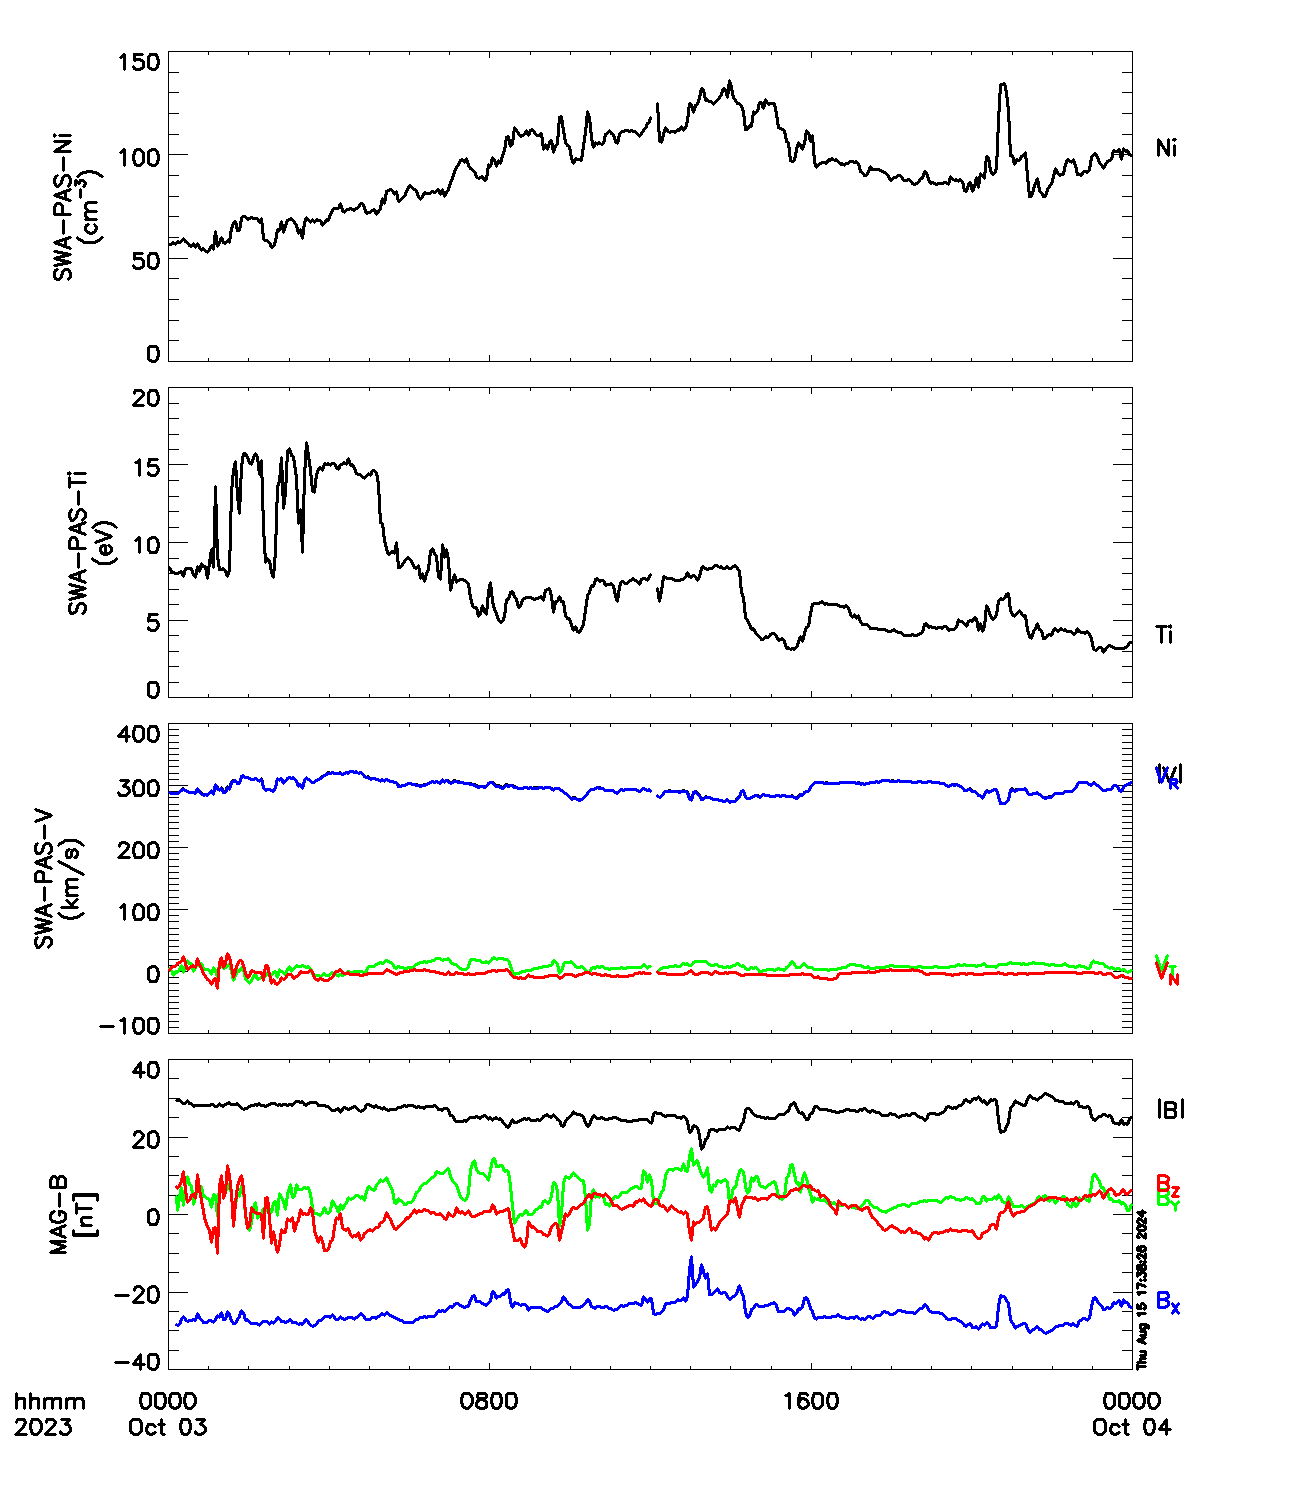 150
100
50
0
SWA-PAS-Ni
(cm⁻³)
Ni
20
15
10
5
0
SWA-PAS-Ti
(eV)
Ti
400
300
200
100
0
-100
SWA-PAS-V
(km/s)
|V|
V_R
V_T
V_N
40
20
0
-20
-40
MAG-B
[nT]
|B|
B_Z
B_Y
B_X
Thu Aug 15 17:38:26 2024
hhmm 0000 0800 1600 0000
2023 Oct 03 Oct 04